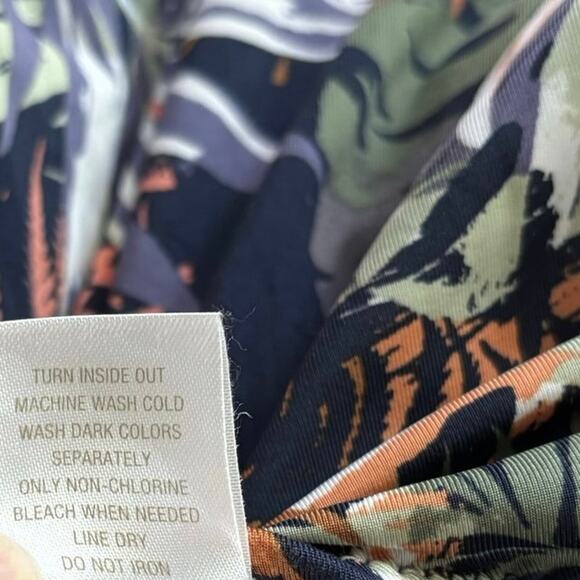 TURN INSIDE OUT
MACHINE WASH COLD
WASH DARK COLORS
SEPARATELY
ONLY NON-CHLORINE
BLEACH WHEN NEEDED
LINE DRY
DO NOT IRON